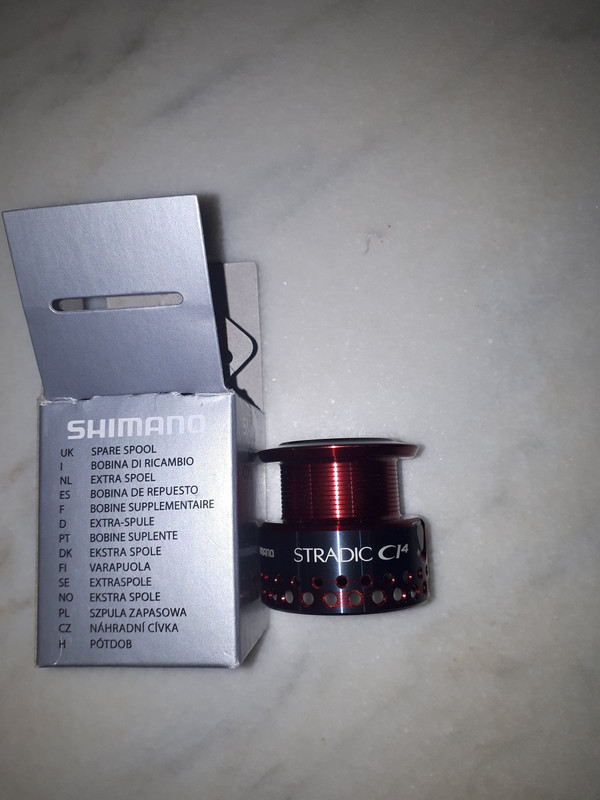 SHIMANO
UK SPARE SPOOL
I BOBINA DI RICAMBIO
NL EXTRA SPOEL
ES BOBINA DE REPUESTO
F BOBINE SUPPLEMENTAIRE
D EXTRA-SPULE
PT BOBINE SUPLENTE
DK EKSTRA SPOLE
FI VARAPUOLA
SE EXTRASPOLE
NO EKSTRA SPOLE
PL SZPULA ZAPASOWA
CZ NÁHRADNÍ CÍVKA
H PÓTDOB
STRADIC CI4